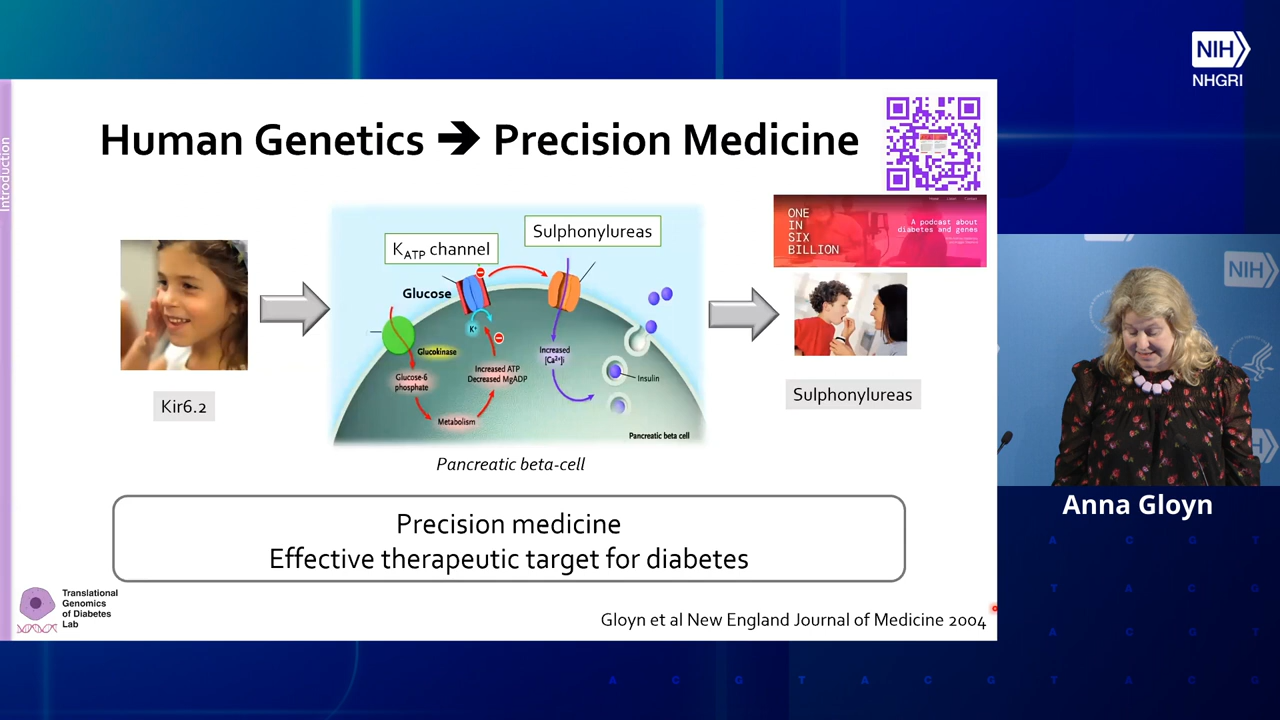 NIH
NHGRI
Introduction
Human Genetics ➔ Precision Medicine
ONE
IN
SIX
BILLION
A podcast about
diabetes and genes
KATP channel
Sulphonylureas
Glucose
K+
Glucokinase
Glucose-6
phosphate
Increased ATP
Decreased MgADP
Metabolism
Increased
[Ca2+]i
Insulin
Pancreatic beta cell
Kir6.2
Sulphonylureas
Pancreatic beta-cell
Precision medicine
Effective therapeutic target for diabetes
Translational
Genomics
of Diabetes
Lab
Gloyn et al New England Journal of Medicine 2004
NIH
Anna Gloyn
A C G T
A C G T
A C G T
A C G T A C G T A C G